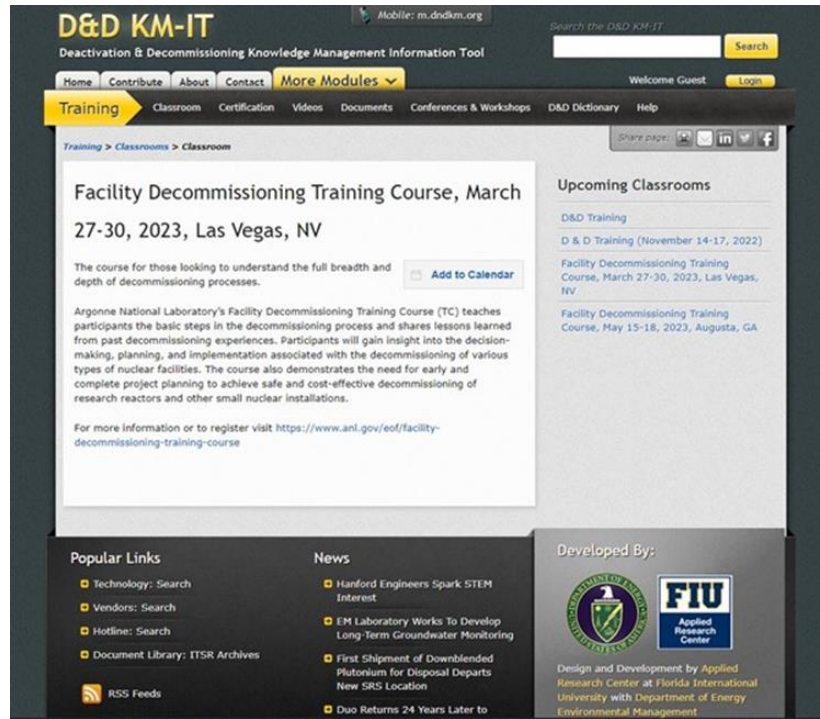 D&D KM-IT
Deactivation & Decommissioning Knowledge Management Information Tool
Mobile: m.dndkm.org
Search the D&D KM-IT
Search
Home
Contribute
About
Contact
More Modules
Welcome Guest
Login
Training
Classroom
Certification
Videos
Documents
Conferences & Workshops
D&D Dictionary
Help
Share page:
Training > Classrooms > Classroom
Facility Decommissioning Training Course, March
27-30, 2023, Las Vegas, NV
The course for those looking to understand the full breadth and
depth of decommissioning processes.
Add to Calendar
Argonne National Laboratory's Facility Decommissioning Training Course (TC) teaches
participants the basic steps in the decommissioning process and shares lessons learned
from past decommissioning experiences. Participants will gain insight into the decision-
making, planning, and implementation associated with the decommissioning of various
types of nuclear facilities. The course also demonstrates the need for early and
complete project planning to achieve safe and cost-effective decommissioning of
research reactors and other small nuclear installations.
For more information or to register visit https://www.anl.gov/eof/facility-
decommissioning-training-course
Upcoming Classrooms
D&D Training
D & D Training (November 14-17, 2022)
Facility Decommissioning Training
Course, March 27-30, 2023, Las Vegas,
NV
Facility Decommissioning Training
Course, May 15-18, 2023, Augusta, GA
Popular Links
Technology: Search
Vendors: Search
Hotline: Search
Document Library: ITSR Archives
RSS Feeds
News
Hanford Engineers Spark STEM
Interest
EM Laboratory Works To Develop
Long-Term Groundwater Monitoring
First Shipment of Downblended
Plutonium for Disposal Departs
New SRS Location
Duo Returns 24 Years Later to
Developed By:
DEPARTMENT OF ENERGY
UNITED STATES OF AMERICA
FIU
Applied
Research
Center
Design and Development by Applied
Research Center at Florida International
University with Department of Energy
Environmental Management